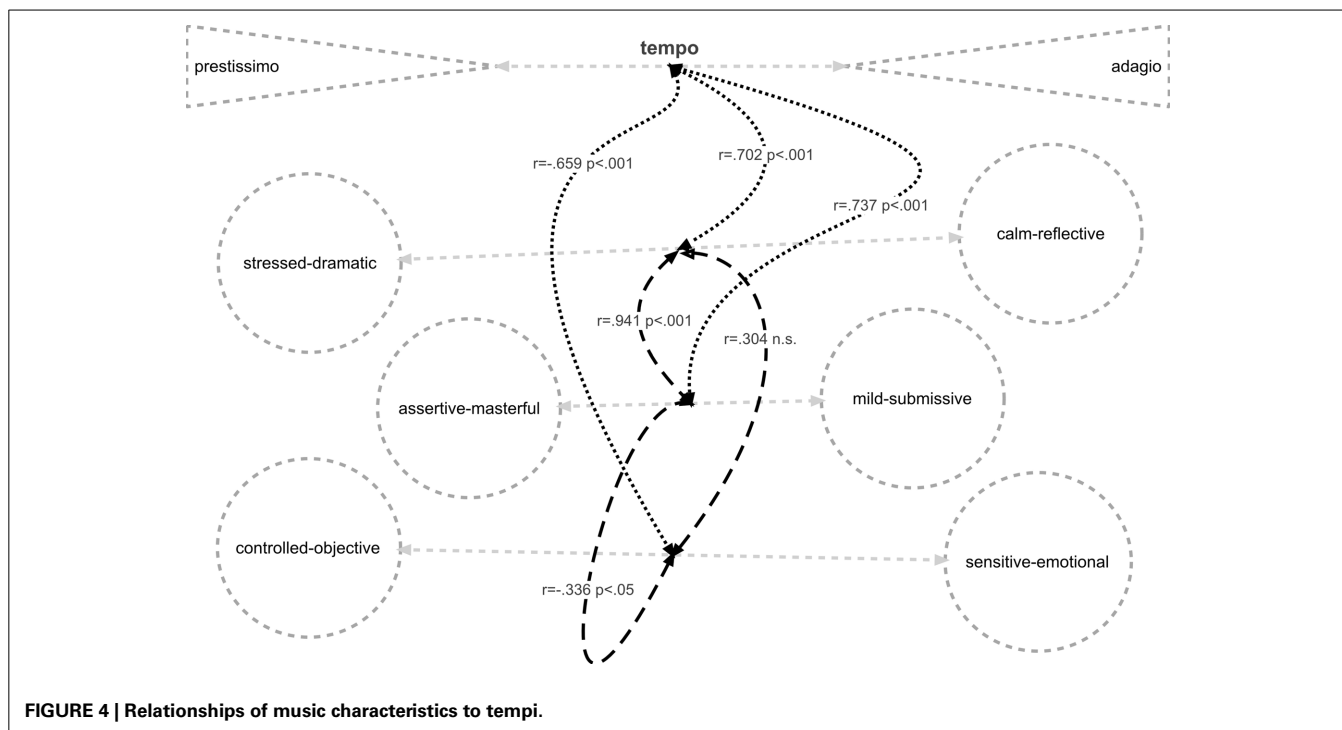 tempo
prestissimo
adagio
r=-.659 p<.001
r=.702 p<.001
r=.737 p<.001
stressed-dramatic
calm-reflective
r=.941 p<.001
r=.304 n.s.
assertive-masterful
mild-submissive
controlled-objective
sensitive-emotional
r=-.336 p<.05
FIGURE 4 | Relationships of music characteristics to tempi.